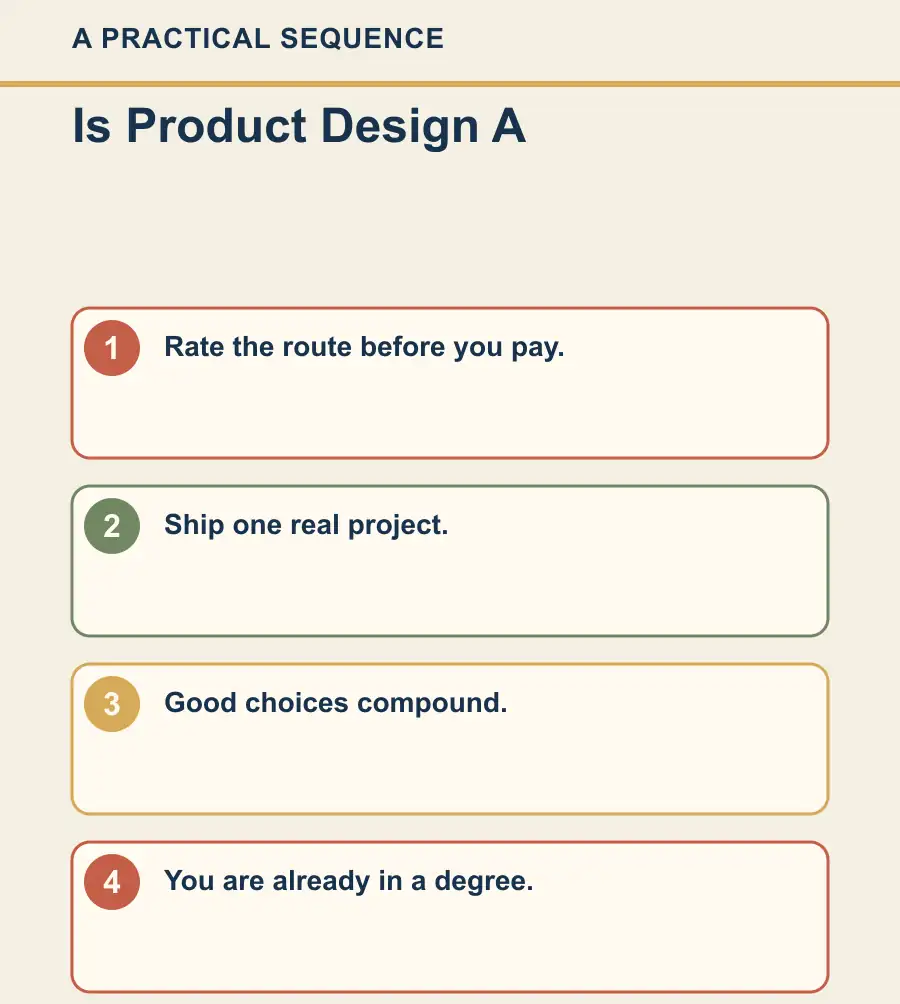 A PRACTICAL SEQUENCE
Is Product Design A
1 Rate the route before you pay.
2 Ship one real project.
3 Good choices compound.
4 You are already in a degree.